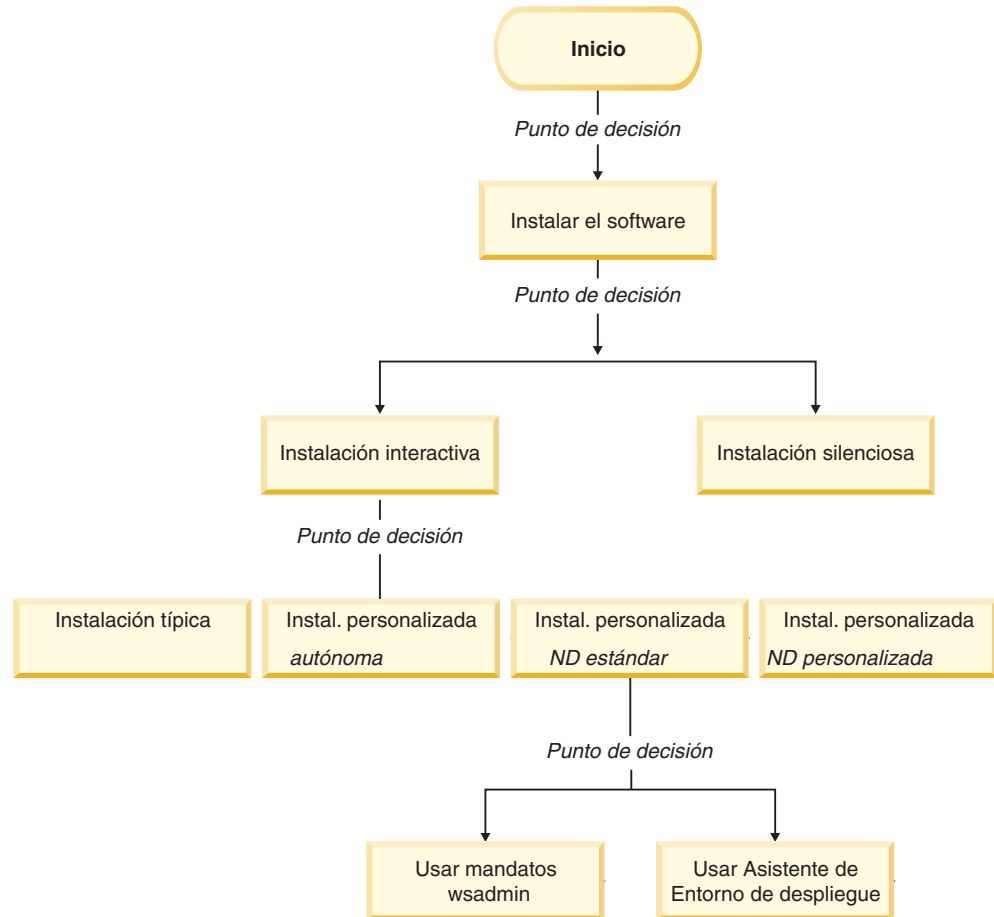 Inicio
Punto de decisión
Instalar el software
Punto de decisión
Instalación interactiva
Instalación silenciosa
Punto de decisión
Instalación típica
Instal. personalizada
autónoma
Instal. personalizada
ND estándar
Instal. personalizada
ND personalizada
Punto de decisión
Usar mandatos
wsadmin
Usar Asistente de
Entorno de despliegue